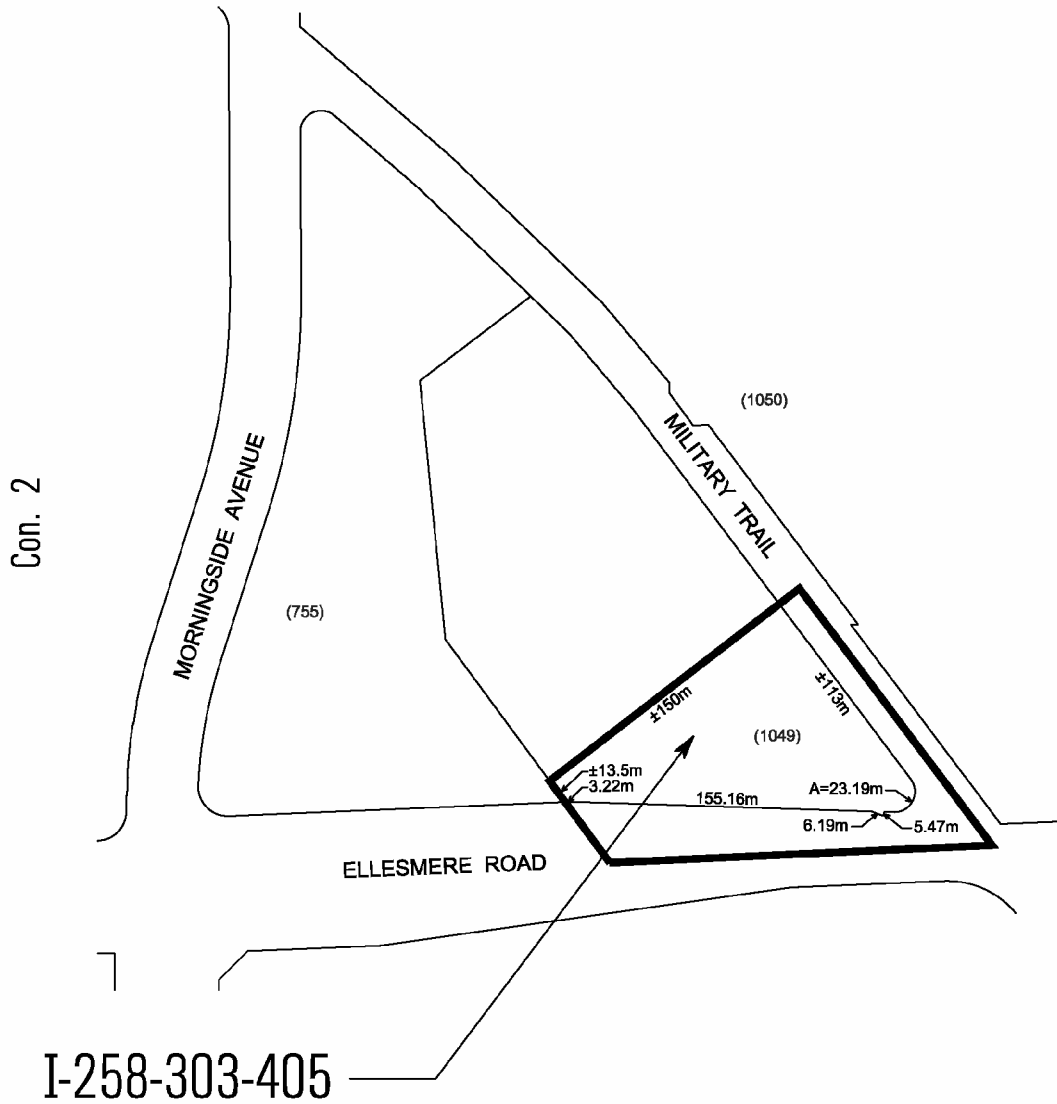 (1050)
MILITARY TRAIL
MORNINGSIDE AVENUE
Con. 2
(755)
±150m
±113m
(1049)
±13.5m
3.22m
155.16m
A=23.19m
6.19m
5.47m
ELLESMERE ROAD
I-258-303-405